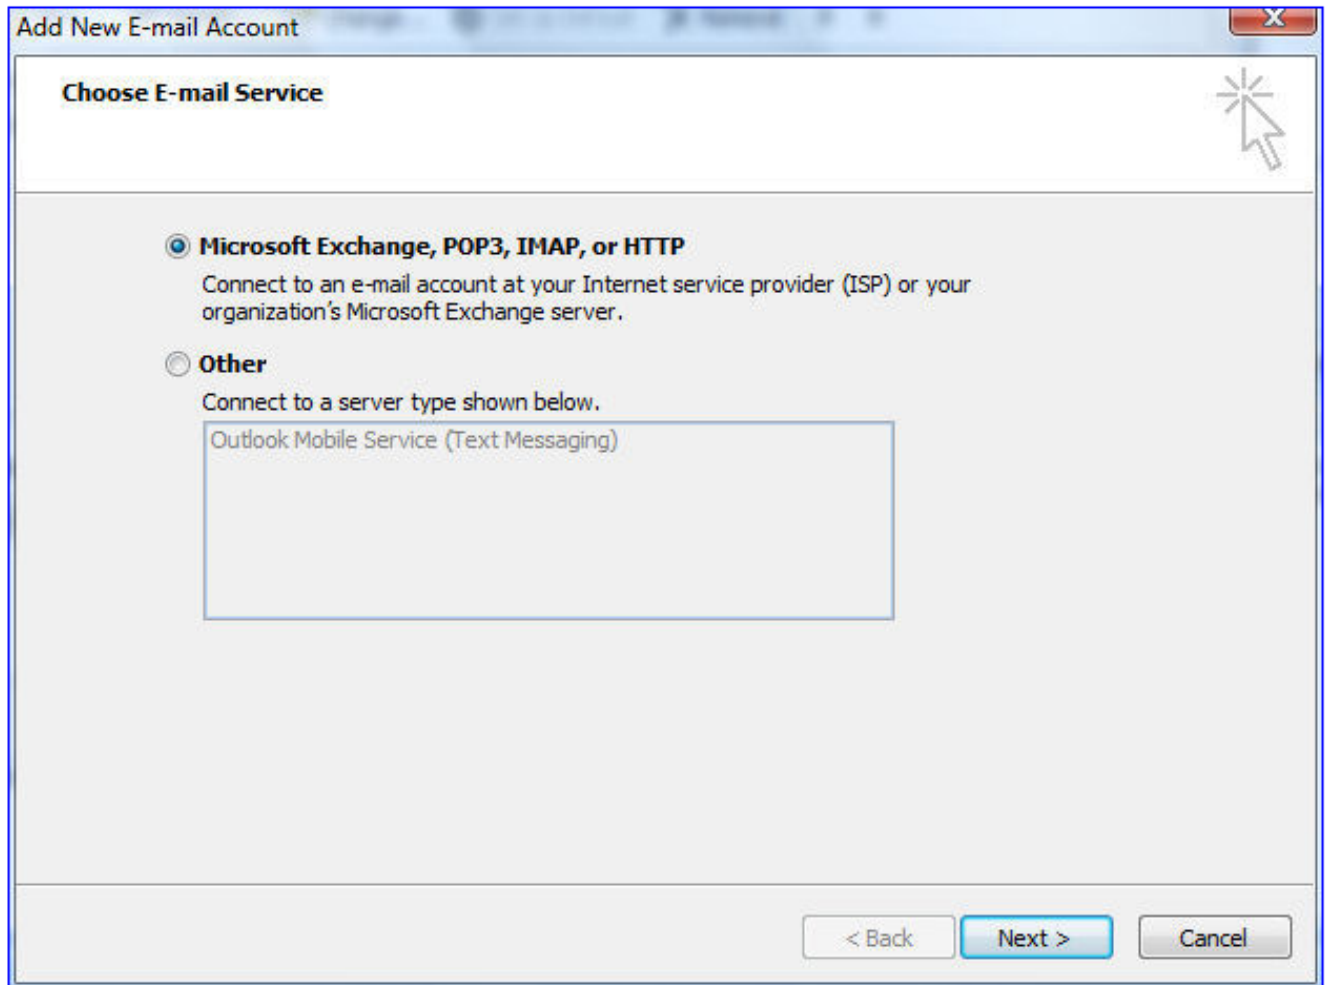 Add New E-mail Account
Choose E-mail Service
Microsoft Exchange, POP3, IMAP, or HTTP
Connect to an e-mail account at your Internet service provider (ISP) or your
organization's Microsoft Exchange server.
Other
Connect to a server type shown below.
Outlook Mobile Service (Text Messaging)
< Back
Next >
Cancel